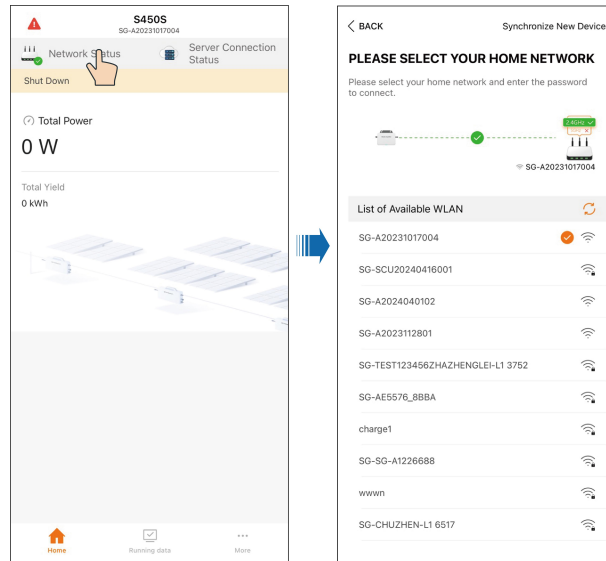 S450S
SG-A20231017004
Network Status
Server Connection
Status
Shut Down
Total Power
0 W
Total Yield
0 kWh
Home
Running data
More
BACK
Synchronize New Device
PLEASE SELECT YOUR HOME NETWORK
Please select your home network and enter the password
to connect.
2.4GHz
SG-A20231017004
List of Available WLAN
SG-A20231017004
SG-SCU20240416001
SG-A2024040102
SG-A2023112801
SG-TEST123456ZHAZHENGLEI-L1 3752
SG-AE5576_8BBA
charge1
SG-SG-A1226688
wwwn
SG-CHUZHEN-L1 6517